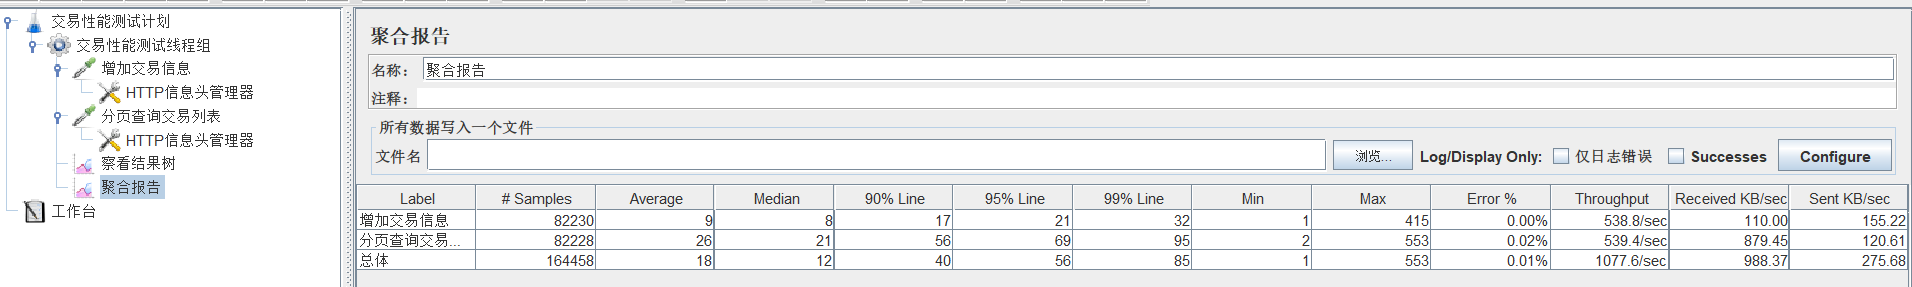 交易性能测试计划
交易性能测试线程组
增加交易信息
HTTP信息头管理器
分页查询交易列表
HTTP信息头管理器
察看结果树
聚合报告
工作台
聚合报告
名称： 聚合报告
注释：
所有数据写入一个文件
文件名 浏览... Log/Display Only: 仅日志错误 Successes Configure
Label # Samples Average Median 90% Line 95% Line 99% Line Min Max Error % Throughput Received KB/sec Sent KB/sec
增加交易信息 82230 9 8 17 21 32 1 415 0.00% 538.8/sec 110.00 155.22
分页查询交易... 82228 26 21 56 69 95 2 553 0.02% 539.4/sec 879.45 120.61
总体 164458 18 12 40 56 85 1 553 0.01% 1077.6/sec 988.37 275.68